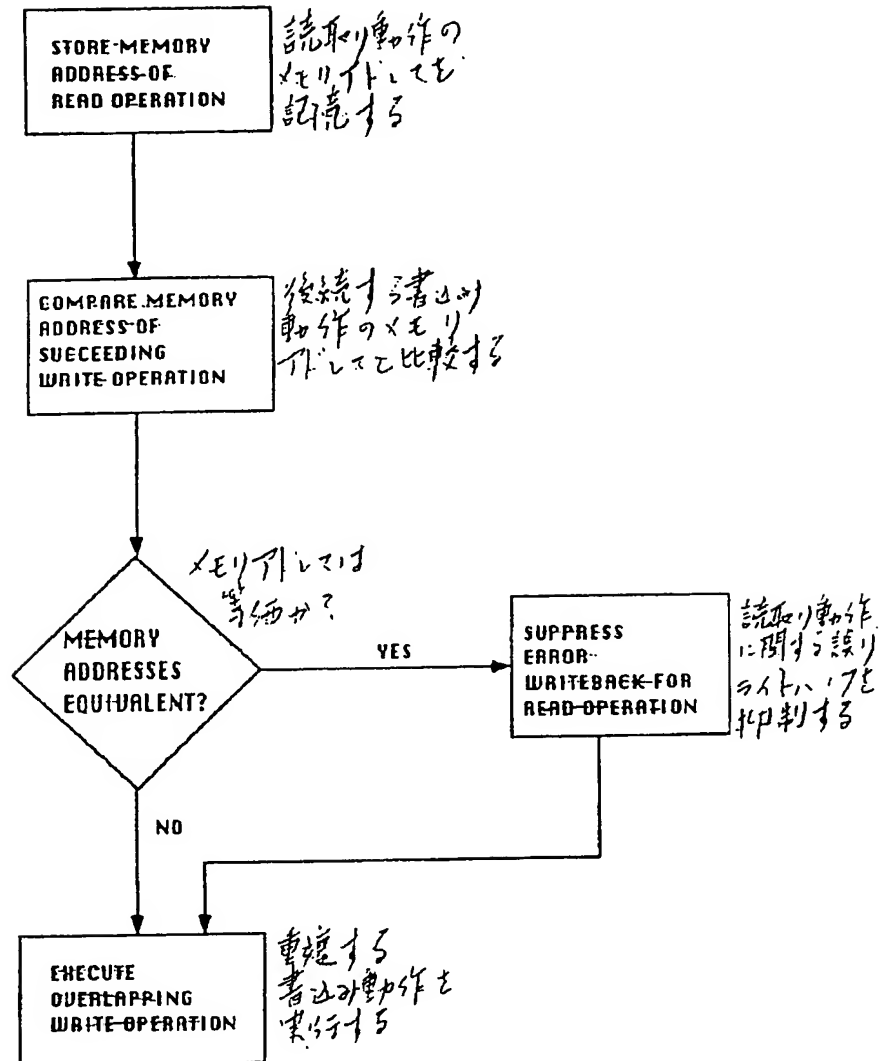 STORE MEMORY
ADDRESS OF
READ OPERATION
読取り動作の
メモリアドレスを
記憶する
COMPARE MEMORY
ADDRESS OF
SUCCEEDING
WRITE OPERATION
後続する書込み
動作のメモリ
アドレスと比較する
メモリアドレスは
等価か?
MEMORY
ADDRESSES
EQUIVALENT?
YES
SUPPRESS
ERROR
WRITEBACK FOR
READ OPERATION
読取り動作
に関する誤り
ライトバックを
抑制する
NO
EXECUTE
OVERLAPPING
WRITE OPERATION
重複する
書込み動作を
実行する